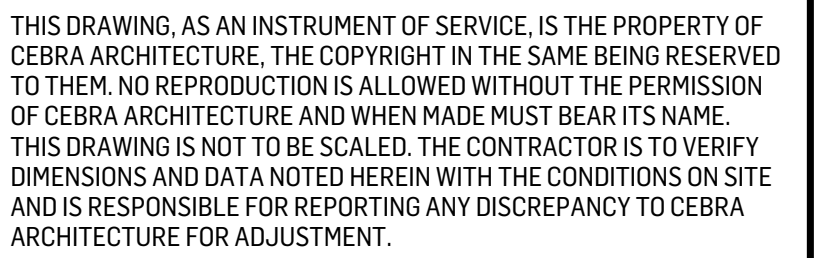 THIS DRAWING, AS AN INSTRUMENT OF SERVICE, IS THE PROPERTY OF
CEBRA ARCHITECTURE, THE COPYRIGHT IN THE SAME BEING RESERVED
TO THEM. NO REPRODUCTION IS ALLOWED WITHOUT THE PERMISSION
OF CEBRA ARCHITECTURE AND WHEN MADE MUST BEAR ITS NAME.
THIS DRAWING IS NOT TO BE SCALED. THE CONTRACTOR IS TO VERIFY
DIMENSIONS AND DATA NOTED HEREIN WITH THE CONDITIONS ON SITE
AND IS RESPONSIBLE FOR REPORTING ANY DISCREPANCY TO CEBRA
ARCHITECTURE FOR ADJUSTMENT.